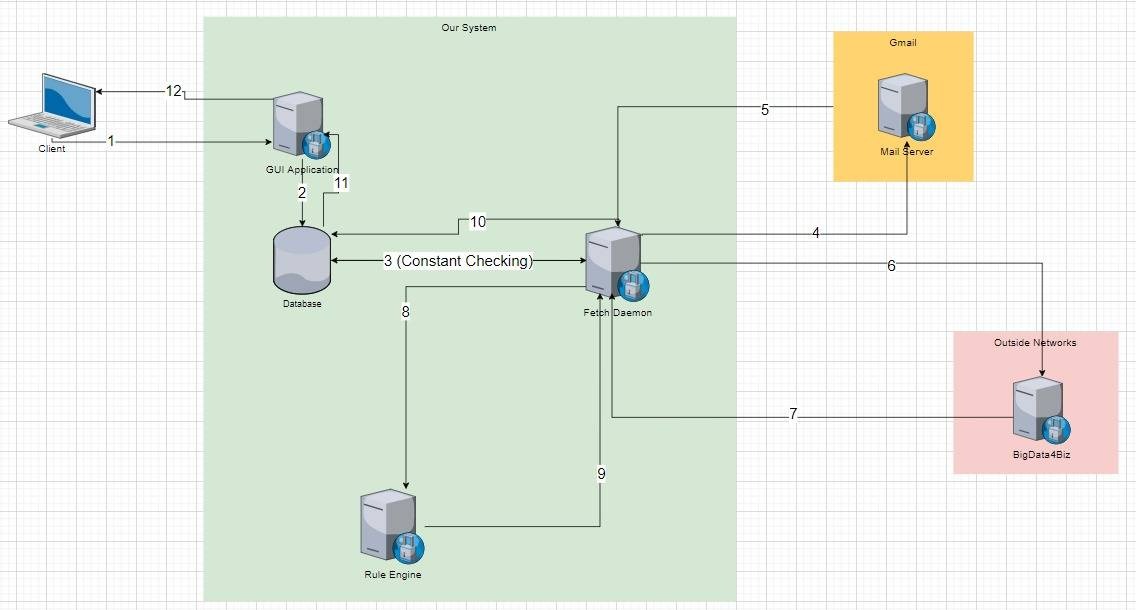 Our System
Gmail
12
5
1
Client
Mail Server
GUI Application
11
2
10
4
3 (Constant Checking)
6
Database
8
Fetch Daemon
Outside Networks
7
BigData4Biz
9
Rule Engine